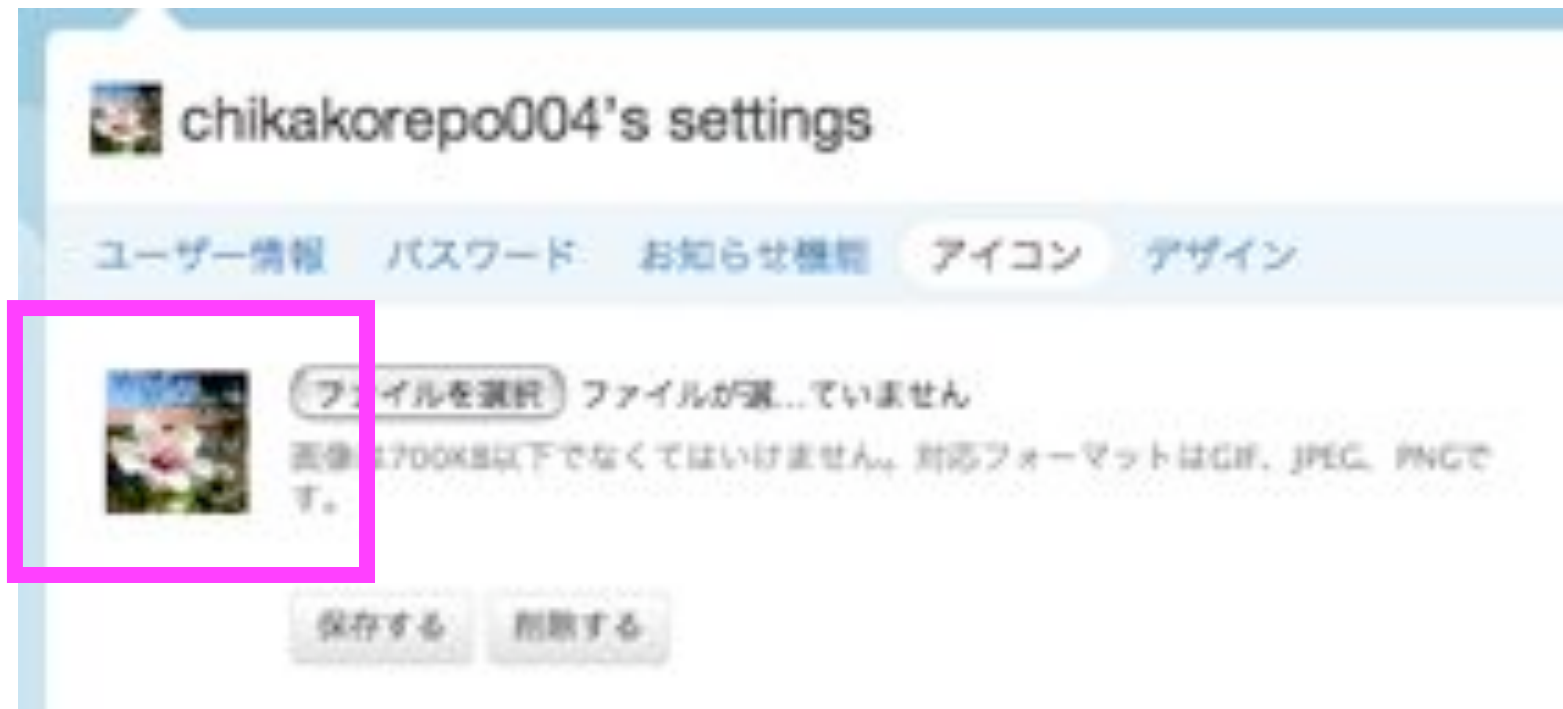 chikakorepo004's settings
ユーザー情報 パスワード お知らせ機能 アイコン デザイン
ファイルを選択 ファイルが選...ていません
画像は700KB以下でなくてはいけません。対応フォーマットはGIF、JPEG、PNGで
す。
保存する 削除する